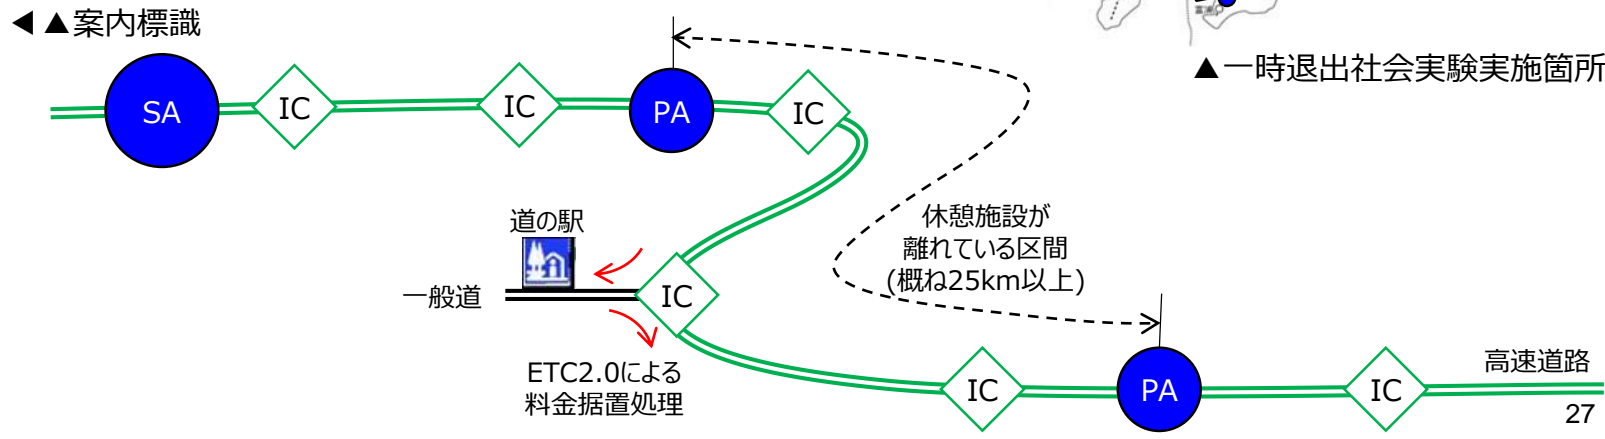 ◀ ▲案内標識
▲一時退出社会実験実施箇所
SA
IC
IC
PA
IC
道の駅
休憩施設が
離れている区間
(概ね25km以上)
一般道
IC
ETC2.0による
料金据置処理
IC
PA
IC
高速道路
27